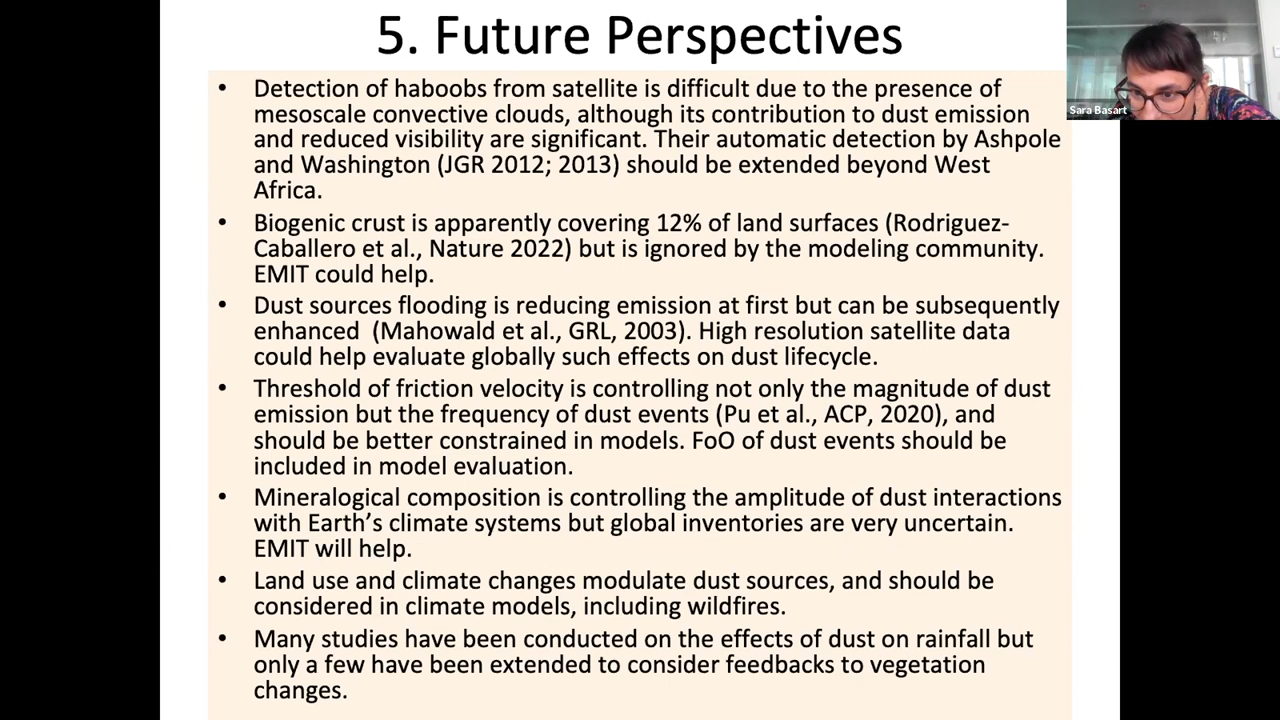 5. Future Perspectives
Sara Basart
• Detection of haboobs from satellite is difficult due to the presence of
mesoscale convective clouds, although its contribution to dust emission
and reduced visibility are significant. Their automatic detection by Ashpole
and Washington (JGR 2012; 2013) should be extended beyond West
Africa.
• Biogenic crust is apparently covering 12% of land surfaces (Rodriguez-
Caballero et al., Nature 2022) but is ignored by the modeling community.
EMIT could help.
• Dust sources flooding is reducing emission at first but can be subsequently
enhanced (Mahowald et al., GRL, 2003). High resolution satellite data
could help evaluate globally such effects on dust lifecycle.
• Threshold of friction velocity is controlling not only the magnitude of dust
emission but the frequency of dust events (Pu et al., ACP, 2020), and
should be better constrained in models. FoO of dust events should be
included in model evaluation.
• Mineralogical composition is controlling the amplitude of dust interactions
with Earth's climate systems but global inventories are very uncertain.
EMIT will help.
• Land use and climate changes modulate dust sources, and should be
considered in climate models, including wildfires.
• Many studies have been conducted on the effects of dust on rainfall but
only a few have been extended to consider feedbacks to vegetation
changes.